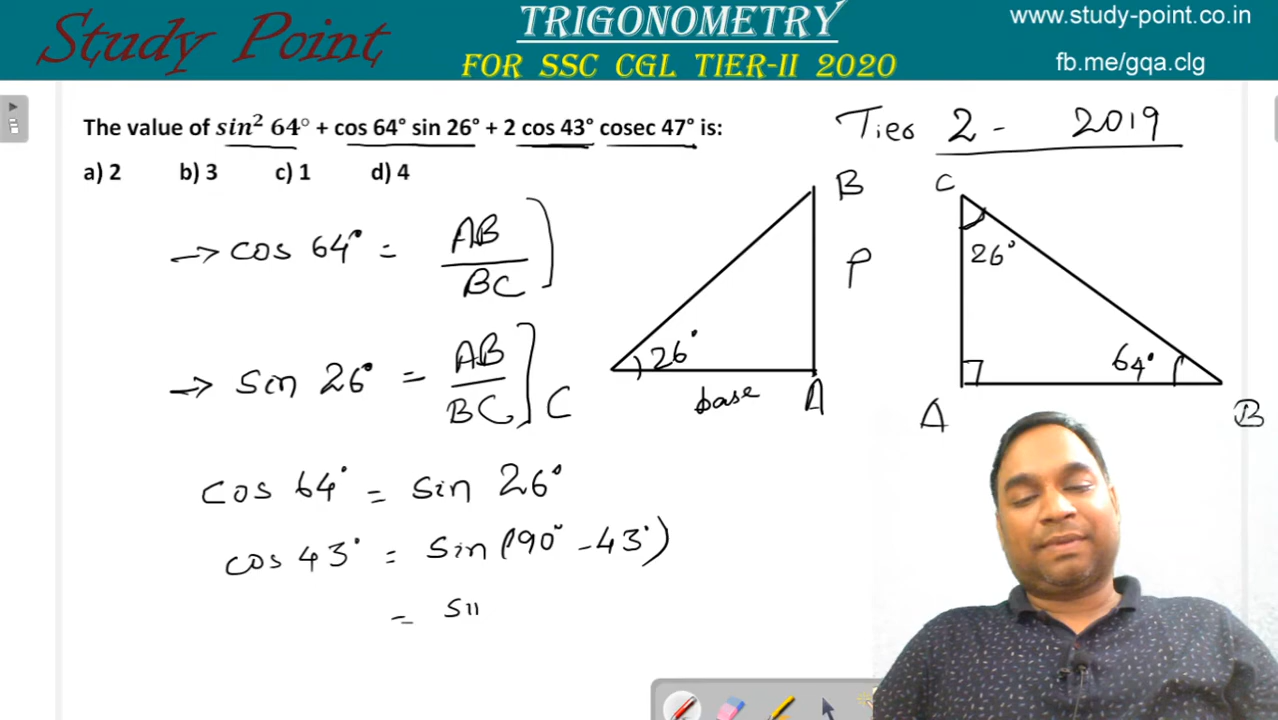 Study Point
TRIGONOMETRY
FOR SSC CGL TIER-II 2020
www.study-point.co.in
fb.me/gqa.clg
The value of sin² 64° + cos 64° sin 26° + 2 cos 43° cosec 47° is:
a) 2 b) 3 c) 1 d) 4
Tier 2 - 2019
→ cos 64° = AB/BC
→ sin 26° = AB/BC
cos 64° = sin 26°
cos 43° = sin (90° - 43°)
=
B
P
26°
base
A
C
C
26°
64°
A
B